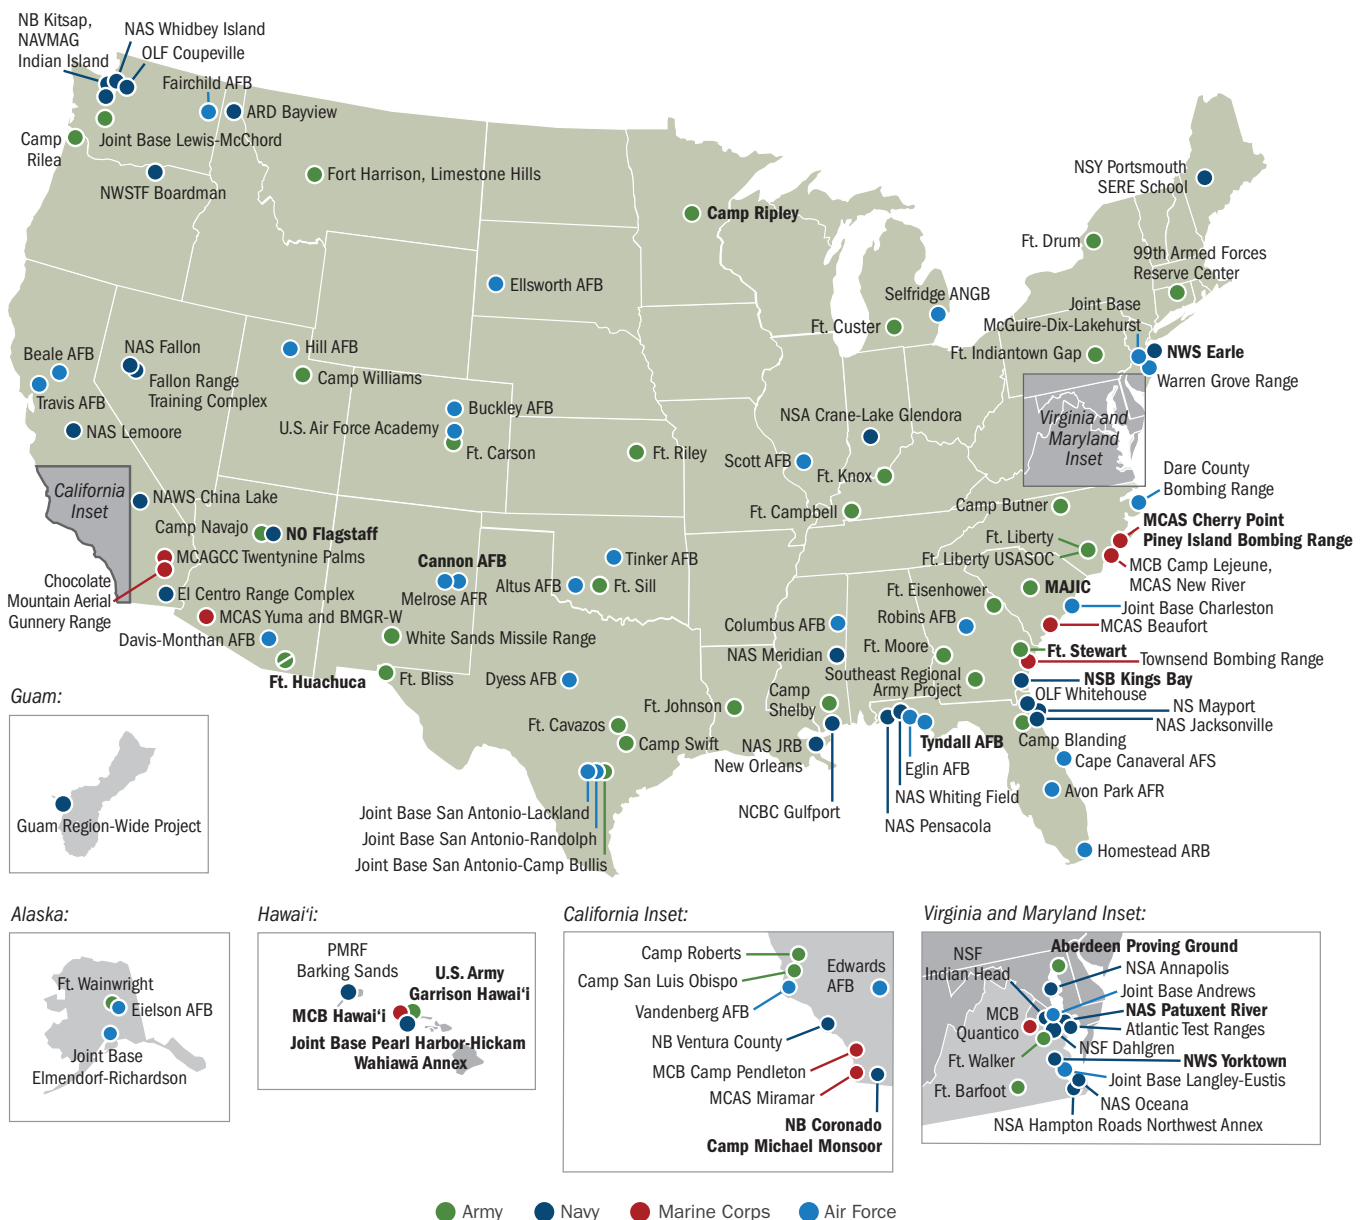 NB Kitsap,
NAVMAG
Indian Island
NAS Whidbey Island
OLF Coupeville
Fairchild AFB
ARD Bayview
Camp
Rilea
Joint Base Lewis-McChord
NWSTF Boardman
Fort Harrison, Limestone Hills
Camp Ripley
NSY Portsmouth
SERE School
Ft. Drum
99th Armed Forces
Reserve Center
Ellsworth AFB
Selfridge ANGB
Ft. Custer
Joint Base
McGuire-Dix-Lakehurst
Ft. Indiantown Gap
NWS Earle
Warren Grove Range
Beale AFB
Travis AFB
NAS Fallon
Fallon Range
Training Complex
Hill AFB
Camp Williams
NAS Lemoore
Buckley AFB
U.S. Air Force Academy
Ft. Carson
Ft. Riley
NSA Crane-Lake Glendora
Scott AFB
Ft. Knox
Ft. Campbell
Virginia and
Maryland
Inset
Dare County
Bombing Range
Camp Butner
MCAS Cherry Point
Piney Island Bombing Range
Ft. Liberty
Ft. Liberty USASOC
MCB Camp Lejeune,
MCAS New River
California
Inset
NAWS China Lake
Camp Navajo
NO Flagstaff
MCAGCC Twentynine Palms
Chocolate
Mountain Aerial
Gunnery Range
El Centro Range Complex
MCAS Yuma and BMGR-W
Davis-Monthan AFB
Ft. Huachuca
Cannon AFB
Melrose AFR
White Sands Missile Range
Ft. Bliss
Tinker AFB
Altus AFB
Ft. Sill
Dyess AFB
Ft. Cavazos
Camp Swift
Joint Base San Antonio-Lackland
Joint Base San Antonio-Randolph
Joint Base San Antonio-Camp Bullis
Ft. Johnson
NAS JRB
New Orleans
Camp
Shelby
Columbus AFB
NAS Meridian
NCBC Gulfport
Ft. Eisenhower
MAJIC
Robins AFB
Joint Base Charleston
MCAS Beaufort
Ft. Moore
Ft. Stewart
Townsend Bombing Range
Southeast Regional
Army Project
NSB Kings Bay
OLF Whitehouse
NS Mayport
NAS Jacksonville
Camp Blanding
Tyndall AFB
Eglin AFB
NAS Whiting Field
NAS Pensacola
Cape Canaveral AFS
Avon Park AFR
Homestead ARB
Guam:
Guam Region-Wide Project
Alaska:
Ft. Wainwright
Eielson AFB
Joint Base
Elmendorf-Richardson
Hawai‘i:
PMRF
Barking Sands
U.S. Army
Garrison Hawai‘i
MCB Hawai‘i
Joint Base Pearl Harbor-Hickam
Wahiawā Annex
California Inset:
Camp Roberts
Camp San Luis Obispo
Vandenberg AFB
Edwards
AFB
NB Ventura County
MCB Camp Pendleton
MCAS Miramar
NB Coronado
Camp Michael Monsoor
Virginia and Maryland Inset:
Aberdeen Proving Ground
NSF
Indian Head
NSA Annapolis
Joint Base Andrews
NAS Patuxent River
MCB
Quantico
Atlantic Test Ranges
NSF Dahlgren
Ft. Walker
NWS Yorktown
Joint Base Langley-Eustis
Ft. Barfoot
NAS Oceana
NSA Hampton Roads Northwest Annex
Army
Navy
Marine Corps
Air Force